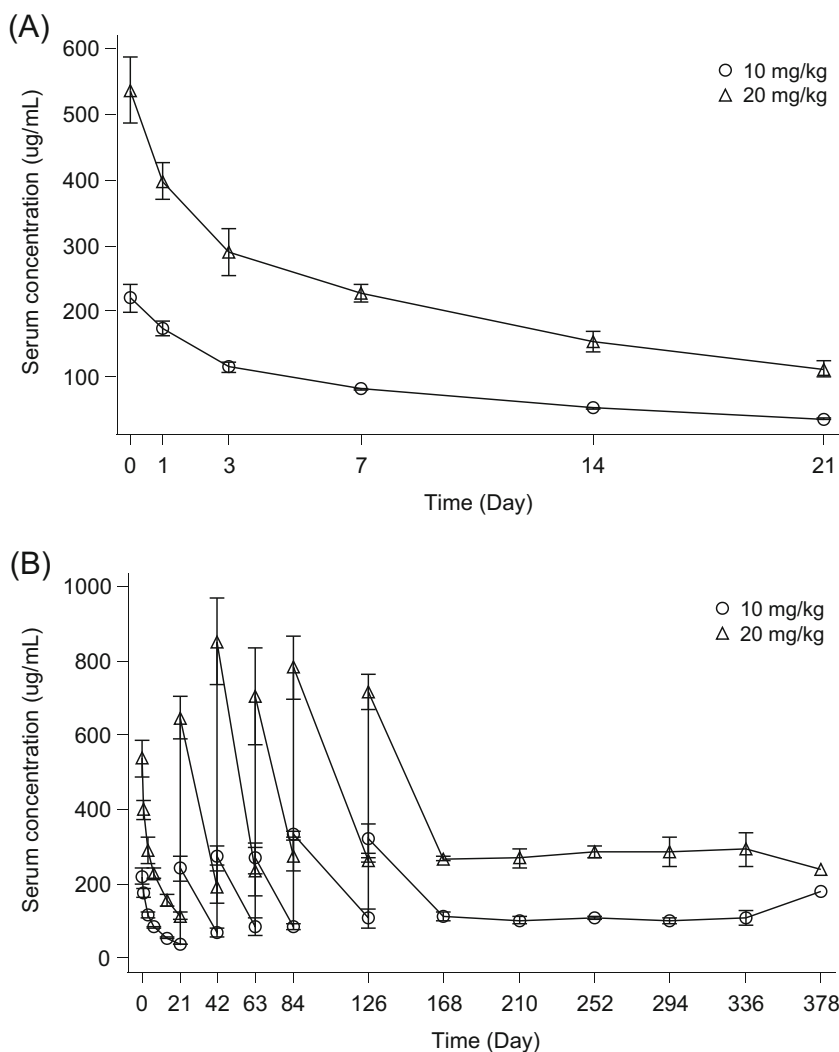 (A)
600
500
400
300
200
100
Serum concentration (ug/mL)
10 mg/kg
20 mg/kg
0 1 3 7 14 21
Time (Day)
(B)
1000
800
600
400
200
0
Serum concentration (ug/mL)
10 mg/kg
20 mg/kg
0 21 42 63 84 126 168 210 252 294 336 378
Time (Day)